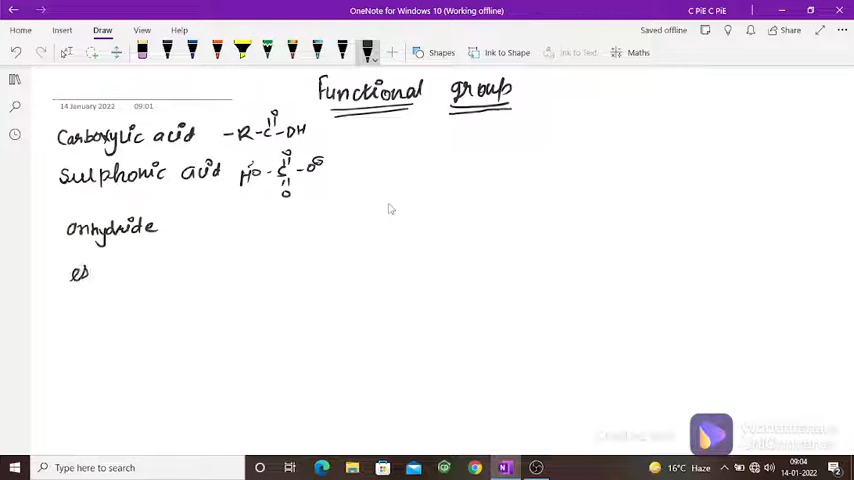 OneNote for Windows 10 (Working offline)
C PiE C PiE
Home Insert Draw View Help
Saved offline Share
Shapes Ink to Shape Ink to Text Maths
Functional group
14 January 2022 09:01
Carboxylic acid - R - C - OH
O
Sulphonic acid HO - C - O⊖
O
O
anhydride
es
Type here to search
16°C Haze
09:04
14-01-2022
2